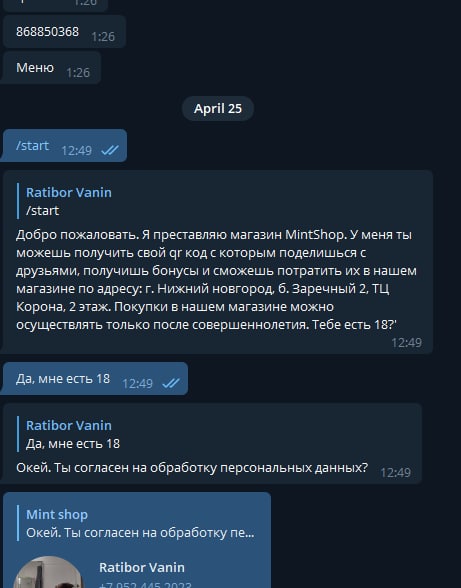 1:26
868850368 1:26
Меню 1:26
April 25
/start 12:49
Ratibor Vanin
/start
Добро пожаловать. Я преставляю магазин MintShop. У меня ты
можешь получить свой qr код с которым поделишься с
друзьями, получишь бонусы и сможешь потратить их в нашем
магазине по адресу: г. Нижний новгород, б. Заречный 2, ТЦ
Корона, 2 этаж. Покупки в нашем магазине можно
осуществлять только после совершеннолетия. Тебе есть 18?'
12:49
Да, мне есть 18 12:49
Ratibor Vanin
Да, мне есть 18
Окей. Ты согласен на обработку персональных данных? 12:49
Mint shop
Окей. Ты согласен на обработку пе...
Ratibor Vanin
+7 952 445 2023